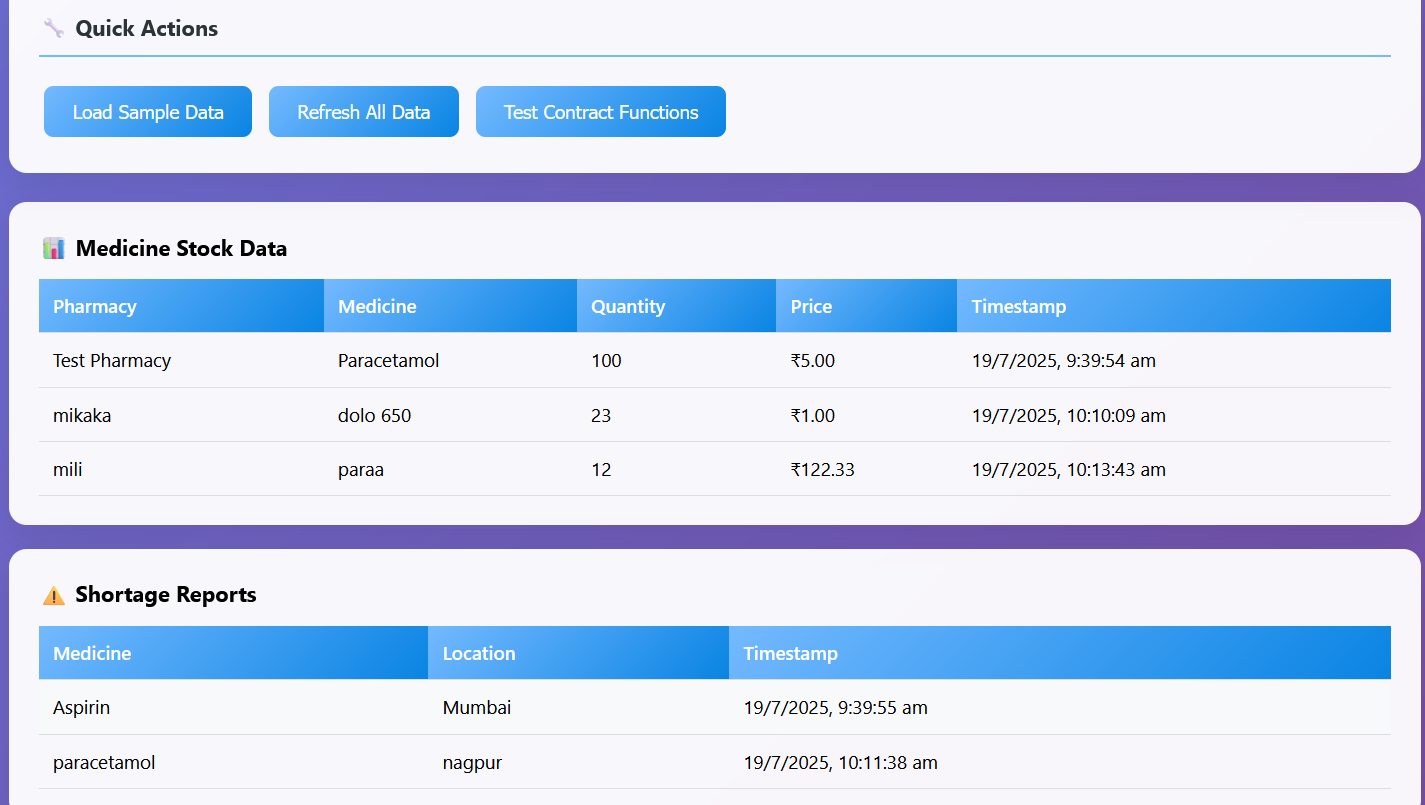 Quick Actions
Load Sample Data Refresh All Data Test Contract Functions
Medicine Stock Data
Pharmacy Medicine Quantity Price Timestamp
Test Pharmacy Paracetamol 100 ₹5.00 19/7/2025, 9:39:54 am
mikaka dolo 650 23 ₹1.00 19/7/2025, 10:10:09 am
mili paraa 12 ₹122.33 19/7/2025, 10:13:43 am
Shortage Reports
Medicine Location Timestamp
Aspirin Mumbai 19/7/2025, 9:39:55 am
paracetamol nagpur 19/7/2025, 10:11:38 am